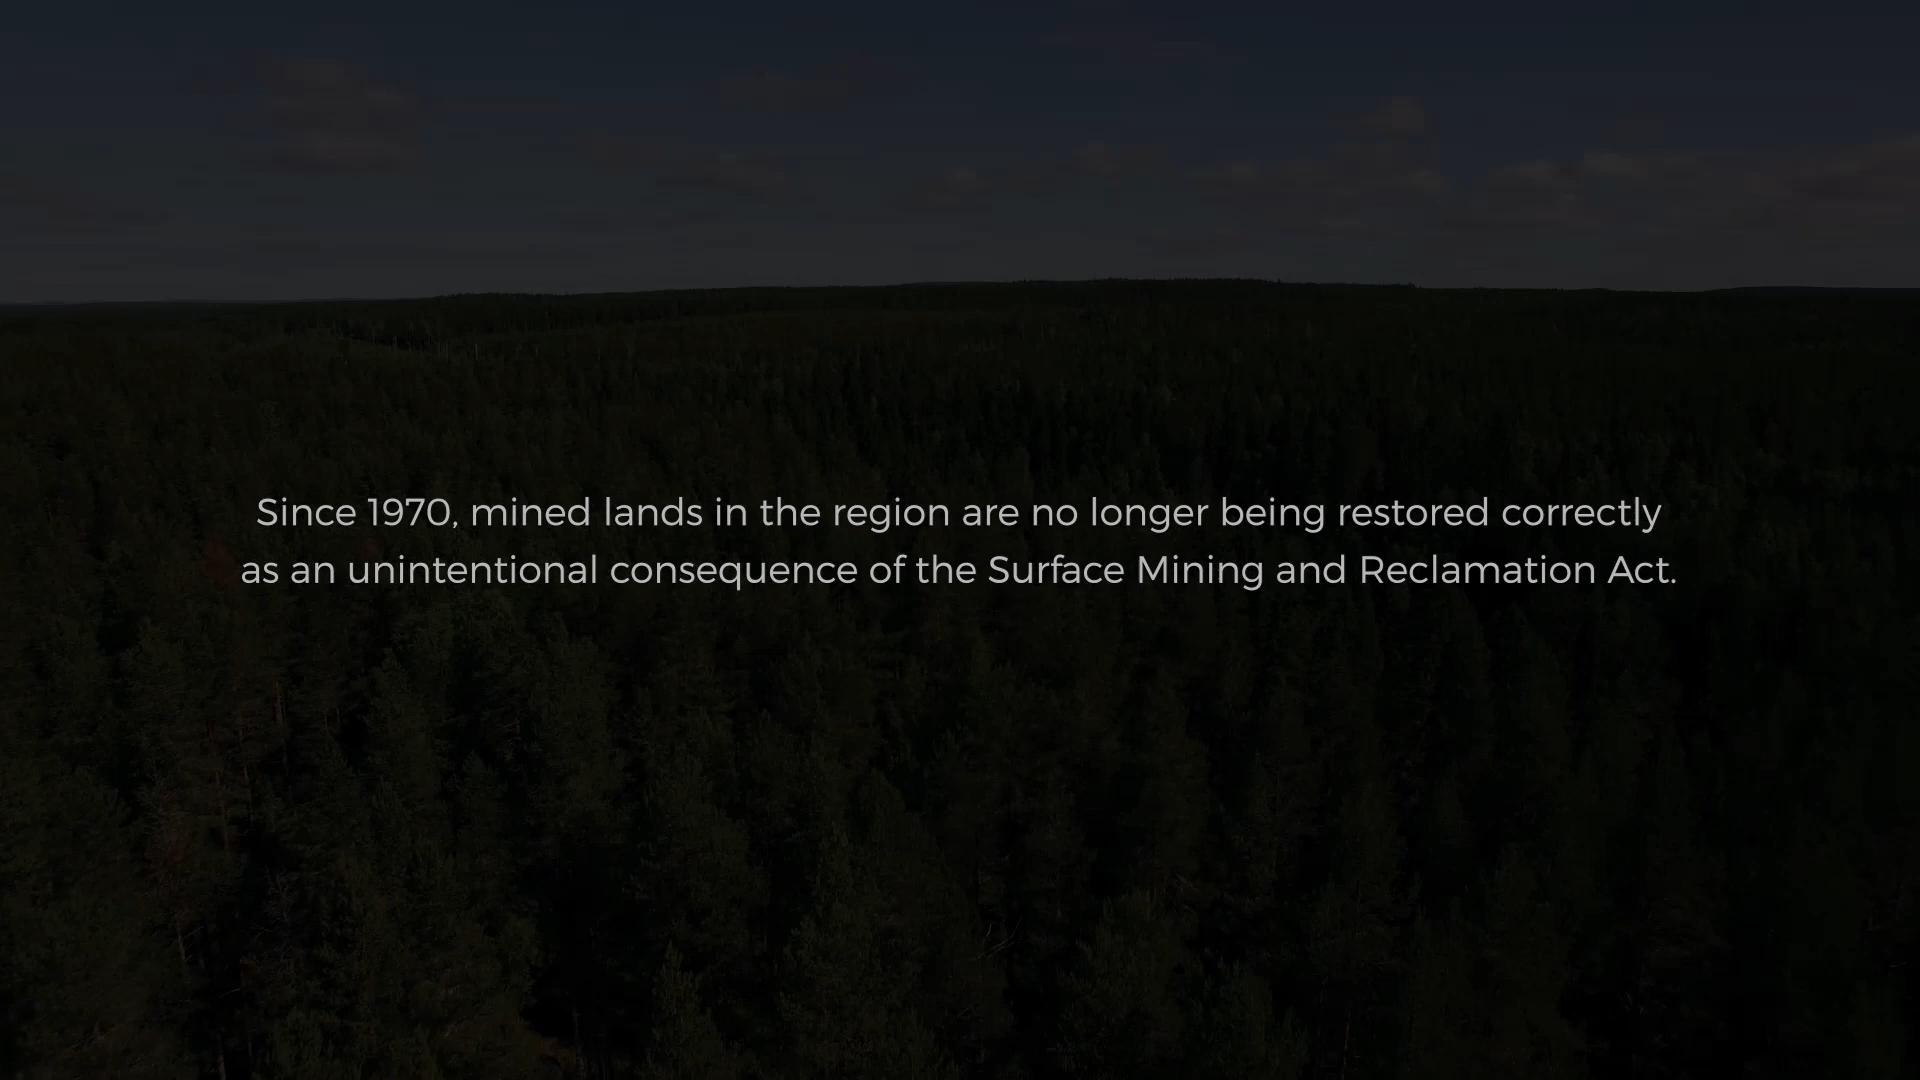 Since 1970, mined lands in the region are no longer being restored correctly
as an unintentional consequence of the Surface Mining and Reclamation Act.